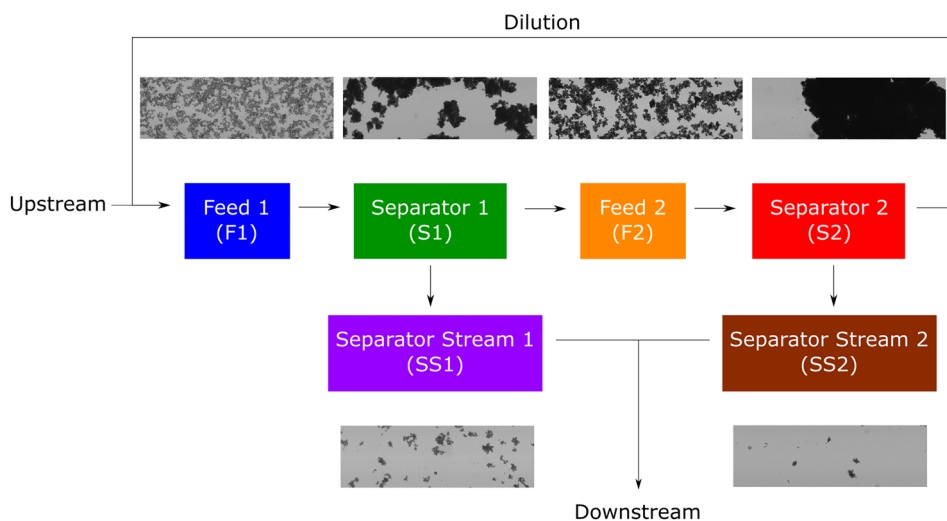 Dilution
Upstream
Feed 1
(F1)
Separator 1
(S1)
Feed 2
(F2)
Separator 2
(S2)
Separator Stream 1
(SS1)
Separator Stream 2
(SS2)
Downstream